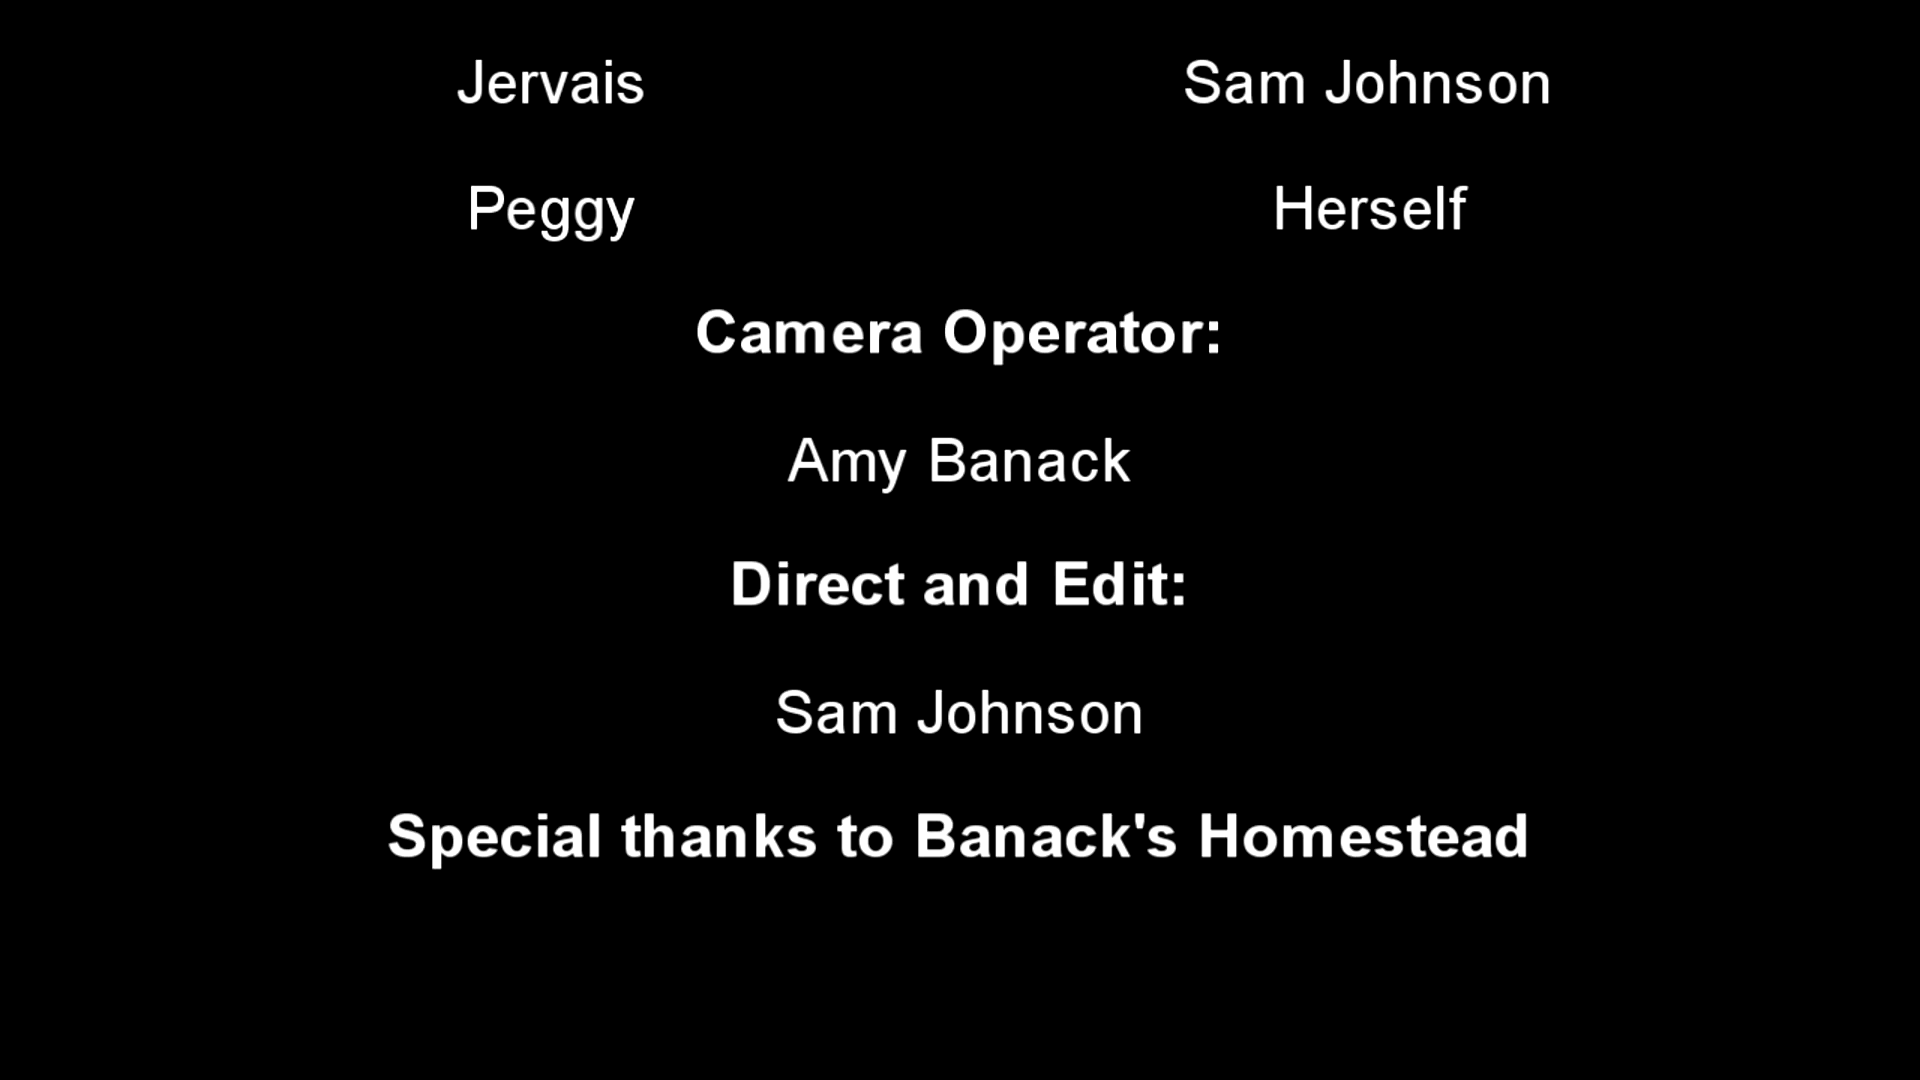 Jervais Sam Johnson
Peggy Herself
Camera Operator:
Amy Banack
Direct and Edit:
Sam Johnson
Special thanks to Banack's Homestead